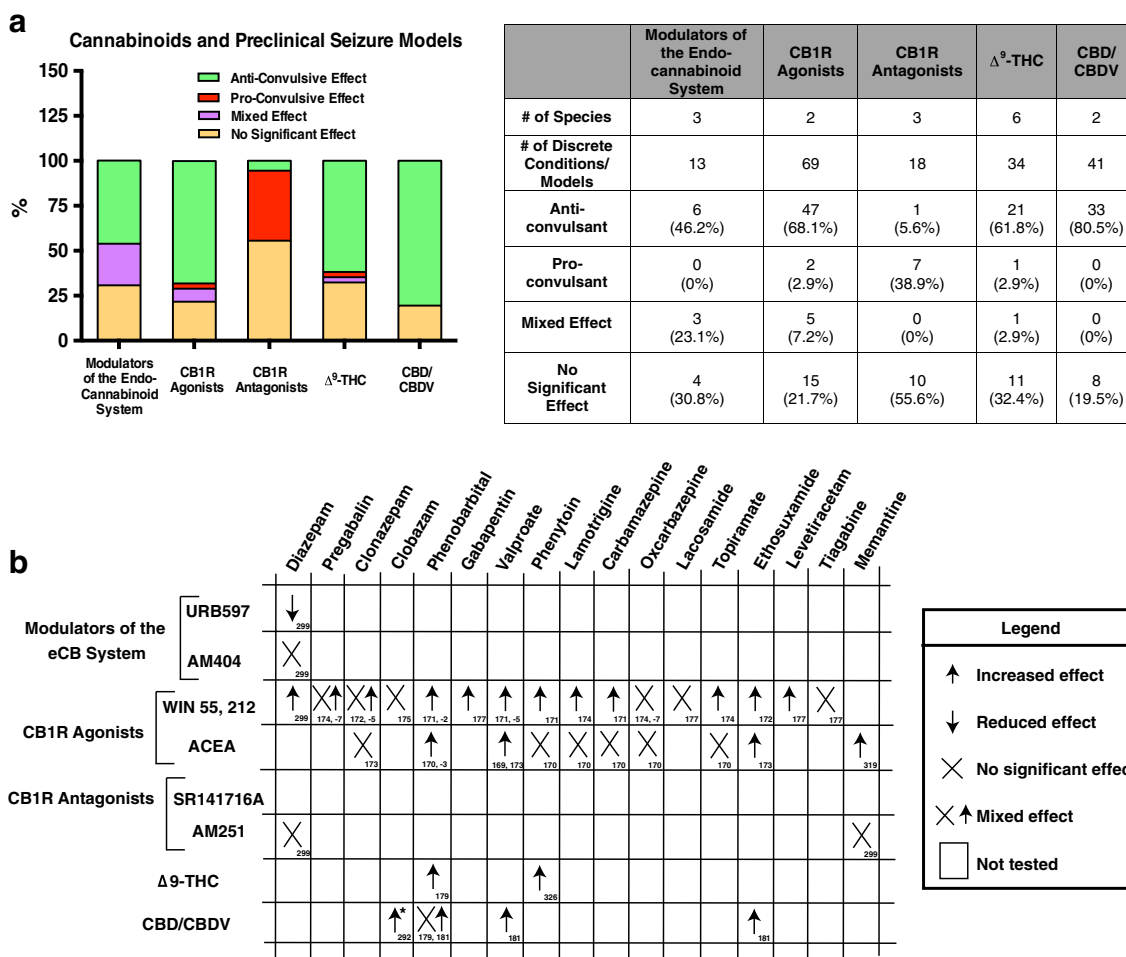 a
Cannabinoids and Preclinical Seizure Models
150
125
100
75
50
25
0
%
Anti-Convulsive Effect
Pro-Convulsive Effect
Mixed Effect
No Significant Effect
Modulators
of the Endo-
Cannabinoid
System
CB1R
Agonists
CB1R
Antagonists
Δ⁹-THC
CBD/
CBDV
Modulators of
the Endo-
cannabinoid
System
CB1R
Agonists
CB1R
Antagonists
Δ⁹-THC
CBD/
CBDV
# of Species
3
2
3
6
2
# of Discrete
Conditions/
Models
13
69
18
34
41
Anti-
convulsant
6
(46.2%)
47
(68.1%)
1
(5.6%)
21
(61.8%)
33
(80.5%)
Pro-
convulsant
0
(0%)
2
(2.9%)
7
(38.9%)
1
(2.9%)
0
(0%)
Mixed Effect
3
(23.1%)
5
(7.2%)
0
(0%)
1
(2.9%)
0
(0%)
No
Significant
Effect
4
(30.8%)
15
(21.7%)
10
(55.6%)
11
(32.4%)
8
(19.5%)
b
Diazepam
Pregabalin
Clonazepam
Clobazam
Phenobarbital
Gabapentin
Valproate
Phenytoin
Lamotrigine
Carbamazepine
Oxcarbazepine
Lacosamide
Topiramate
Ethosuxamide
Levetiracetam
Tiagabine
Memantine
Modulators of the
eCB System
URB597
299
AM404
299
CB1R Agonists
WIN 55, 212
299
174, -7
172, -5
175
171, -2
177
171, -5
171
174
171
174, -7
177
174
172
177
177
ACEA
173
170, -3
169, 173
170
170
170
170
170
173
319
CB1R Antagonists
SR141716A
AM251
299
299
Δ9-THC
179
326
CBD/CBDV
*
292
179, 181
181
181
Legend
Increased effect
Reduced effect
No significant effec
Mixed effect
Not tested